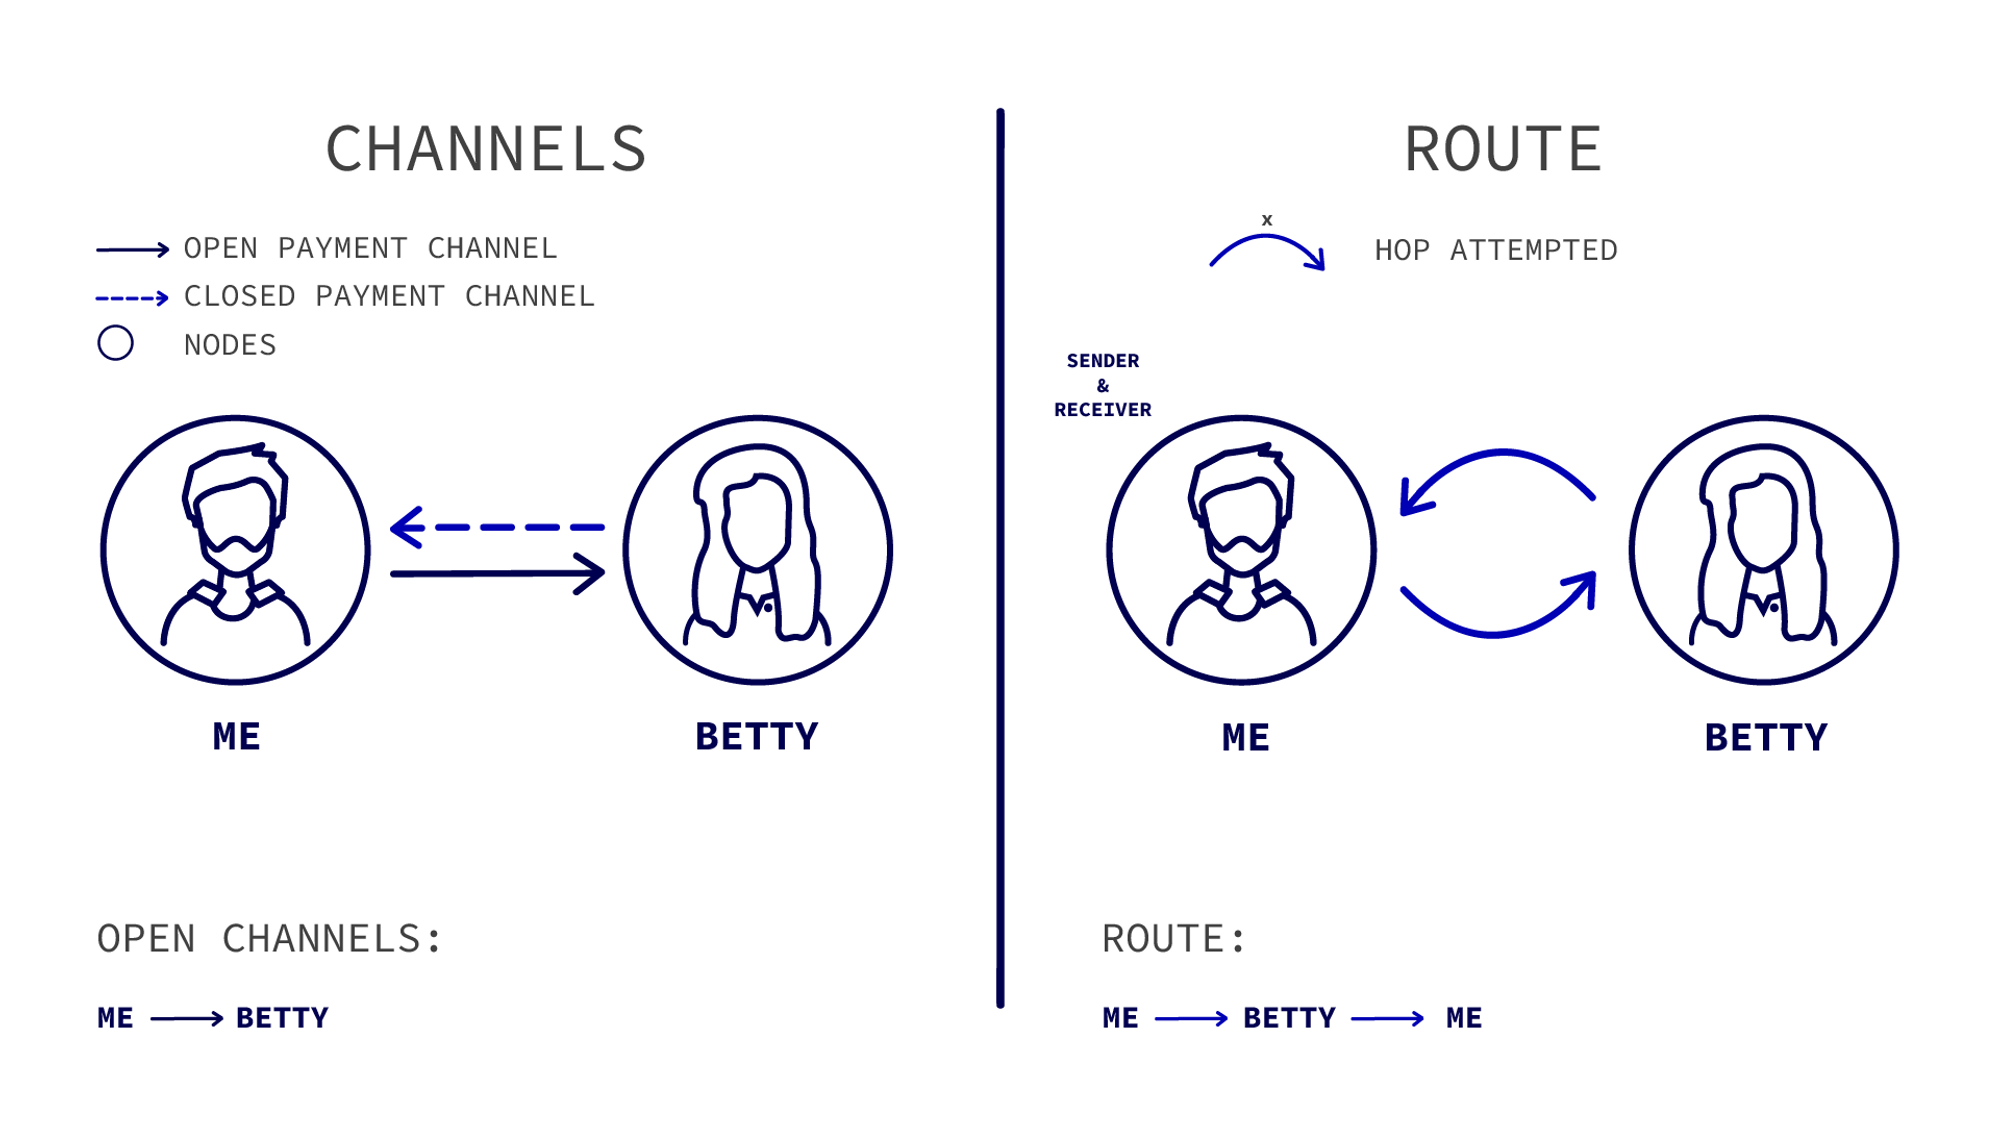 CHANNELS
OPEN PAYMENT CHANNEL
CLOSED PAYMENT CHANNEL
NODES
ME
BETTY
OPEN CHANNELS:
ME BETTY
ROUTE
x
HOP ATTEMPTED
SENDER
&
RECEIVER
ME
BETTY
ROUTE:
ME BETTY ME